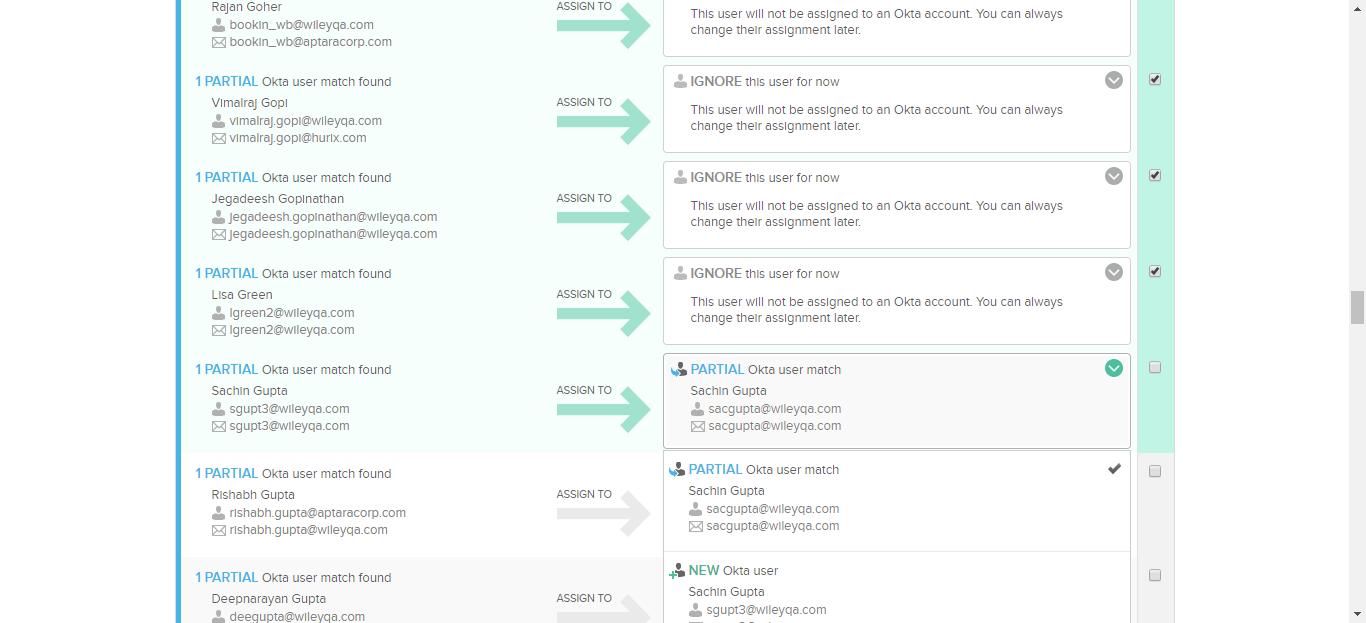 Rajan Goher
bookin_wb@wileyqa.com
bookin_wb@aptaracorp.com
ASSIGN TO
This user will not be assigned to an Okta account. You can always
change their assignment later.
1 PARTIAL Okta user match found
Vimalraj Gopi
vimalraj.gopi@wileyqa.com
vimalraj.gopi@hurix.com
ASSIGN TO
IGNORE this user for now
This user will not be assigned to an Okta account. You can always
change their assignment later.
1 PARTIAL Okta user match found
Jegadeesh Gopinathan
jegadeesh.gopinathan@wileyqa.com
jegadeesh.gopinathan@wileyqa.com
ASSIGN TO
IGNORE this user for now
This user will not be assigned to an Okta account. You can always
change their assignment later.
1 PARTIAL Okta user match found
Lisa Green
lgreen2@wileyqa.com
lgreen2@wileyqa.com
ASSIGN TO
IGNORE this user for now
This user will not be assigned to an Okta account. You can always
change their assignment later.
1 PARTIAL Okta user match found
Sachin Gupta
sgupt3@wileyqa.com
sgupt3@wileyqa.com
ASSIGN TO
PARTIAL Okta user match
Sachin Gupta
sacgupta@wileyqa.com
sacgupta@wileyqa.com
1 PARTIAL Okta user match found
Rishabh Gupta
rishabh.gupta@aptaracorp.com
rishabh.gupta@wileyqa.com
ASSIGN TO
PARTIAL Okta user match
Sachin Gupta
sacgupta@wileyqa.com
sacgupta@wileyqa.com
1 PARTIAL Okta user match found
Deepnarayan Gupta
deegupta@wileyqa.com
ASSIGN TO
NEW Okta user
Sachin Gupta
sgupt3@wileyqa.com